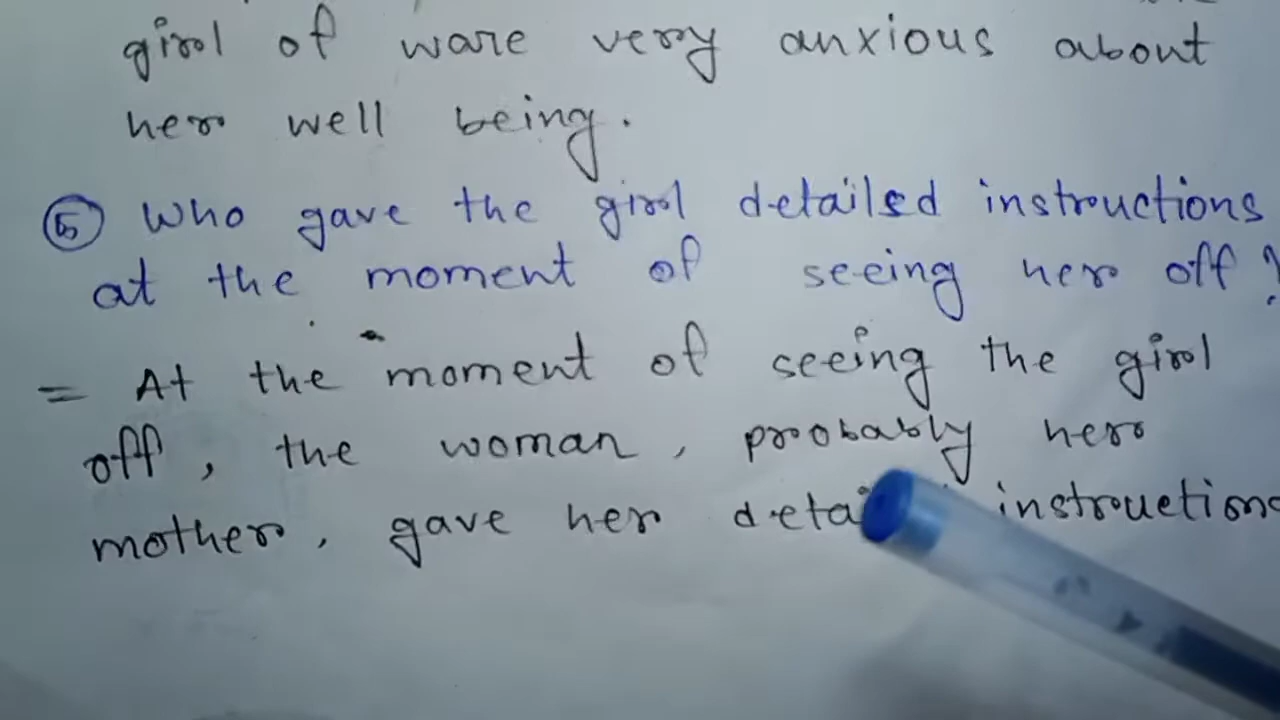 girl of ware very anxious about
her well being.
⑤ Who gave the girl detailed instructions
at the moment of seeing her off?
= At the moment of seeing the girl
off, the woman, probably her
mother, gave her instructions